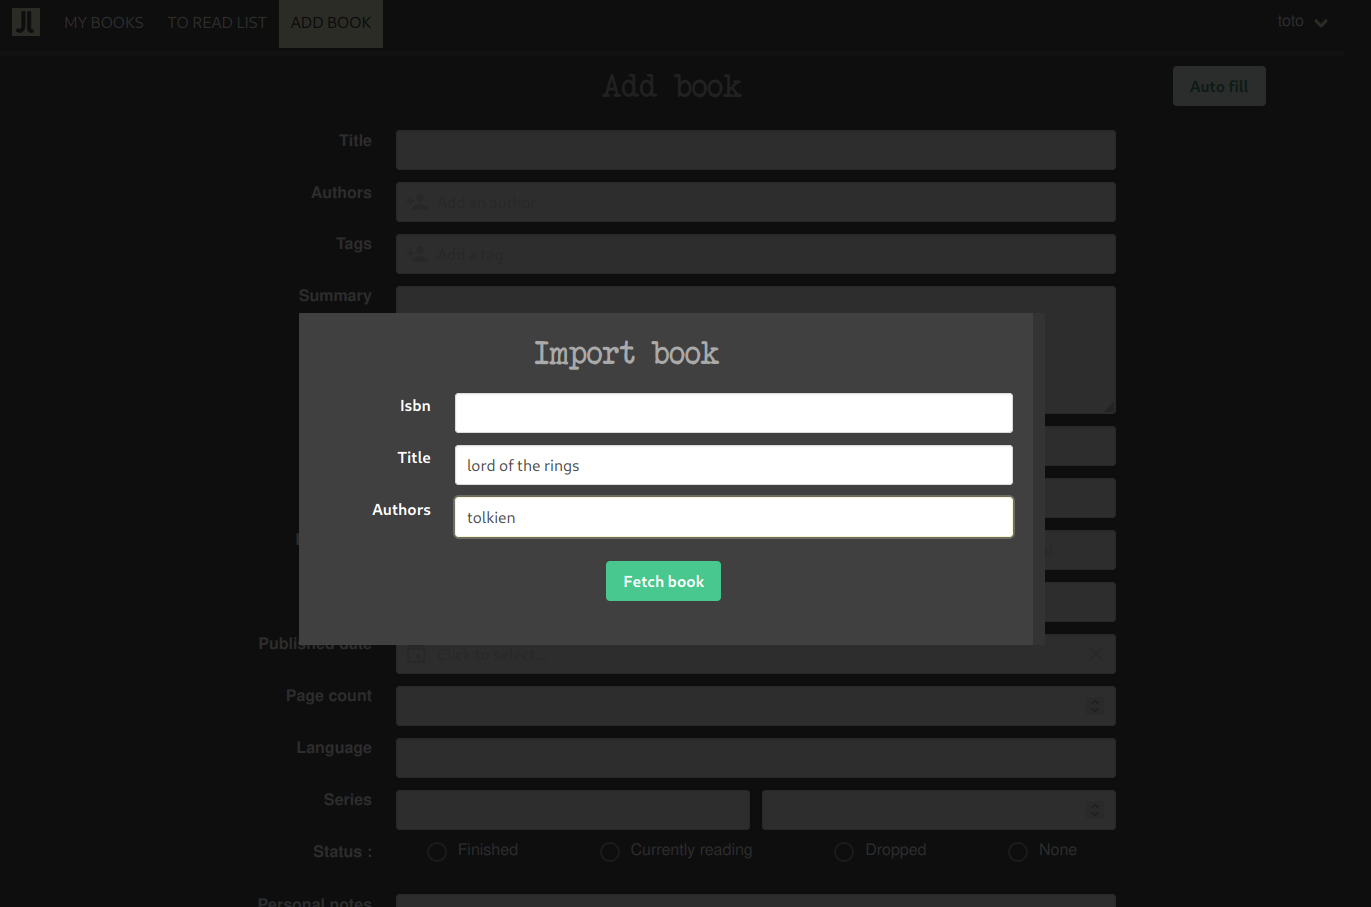 JL MY BOOKS TO READ LIST ADD BOOK toto
Add book Auto fill
Title
Authors Add an author
Tags Add a tag
Summary
Import book
Isbn
Title lord of the rings
Authors tolkien
Fetch book
Published date Click to select...
Page count
Language
Series
Status : Finished Currently reading Dropped None
Personal notes